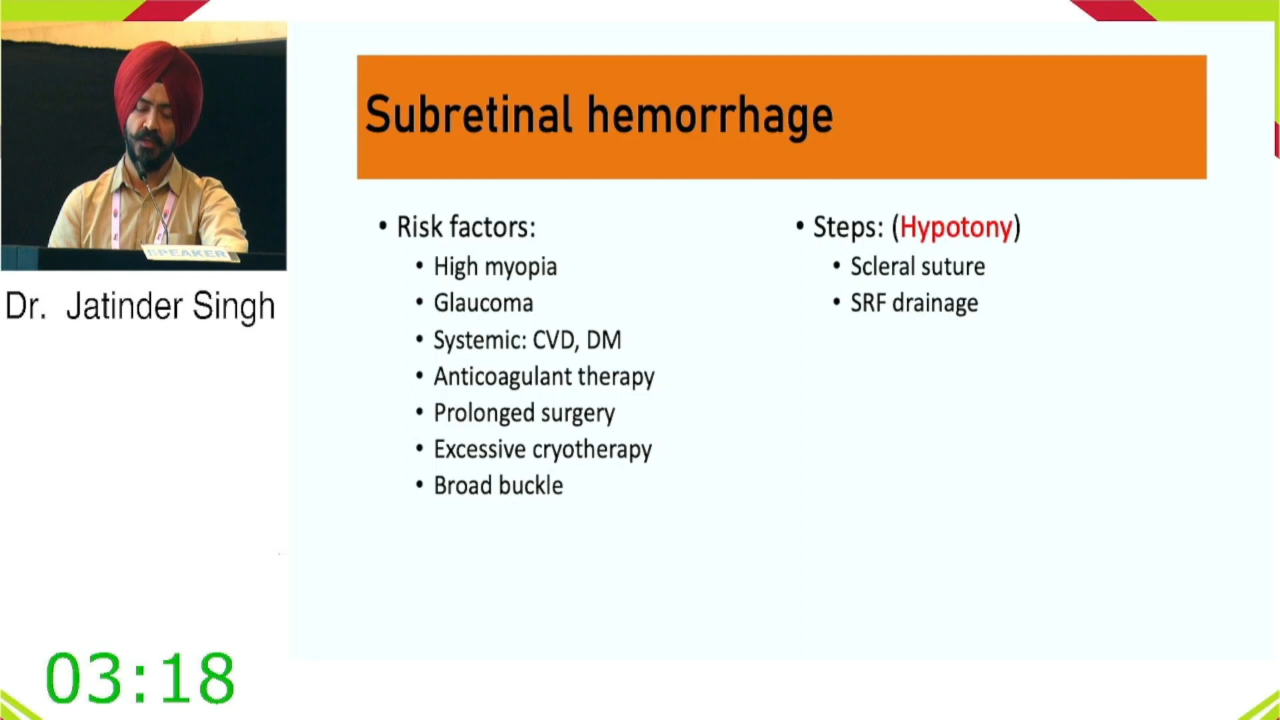 SPEAKER
Dr. Jatinder Singh
03:18
Subretinal hemorrhage
• Risk factors:
• High myopia
• Glaucoma
• Systemic: CVD, DM
• Anticoagulant therapy
• Prolonged surgery
• Excessive cryotherapy
• Broad buckle
• Steps: (Hypotony)
• Scleral suture
• SRF drainage